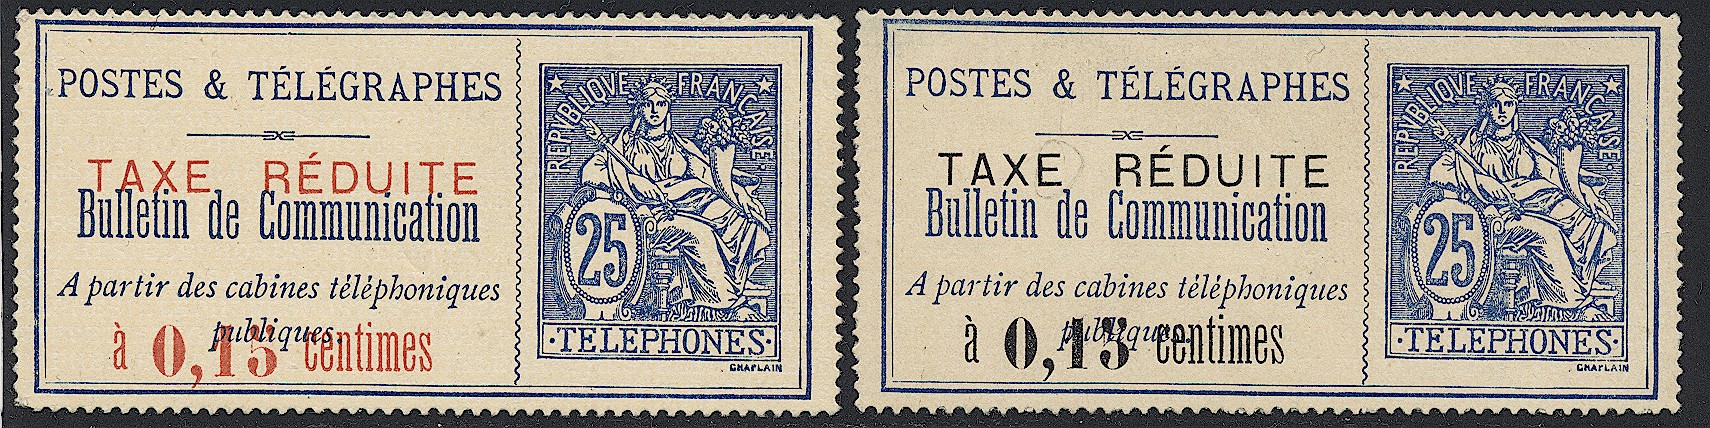 POSTES & TÉLÉGRAPHES
TAXE RÉDUITE
Bulletin de Communication
A partir des cabines téléphoniques
publiques.
à 0,15 centimes
REPUBLIQUE FRANCAISE
25
·TELEPHONES·
CHAPLAIN
POSTES & TÉLÉGRAPHES
TAXE RÉDUITE
Bulletin de Communication
A partir des cabines téléphoniques
publiques.
à 0,15 centimes
REPUBLIQUE FRANCAISE
25
·TELEPHONES·
CHAPLAIN